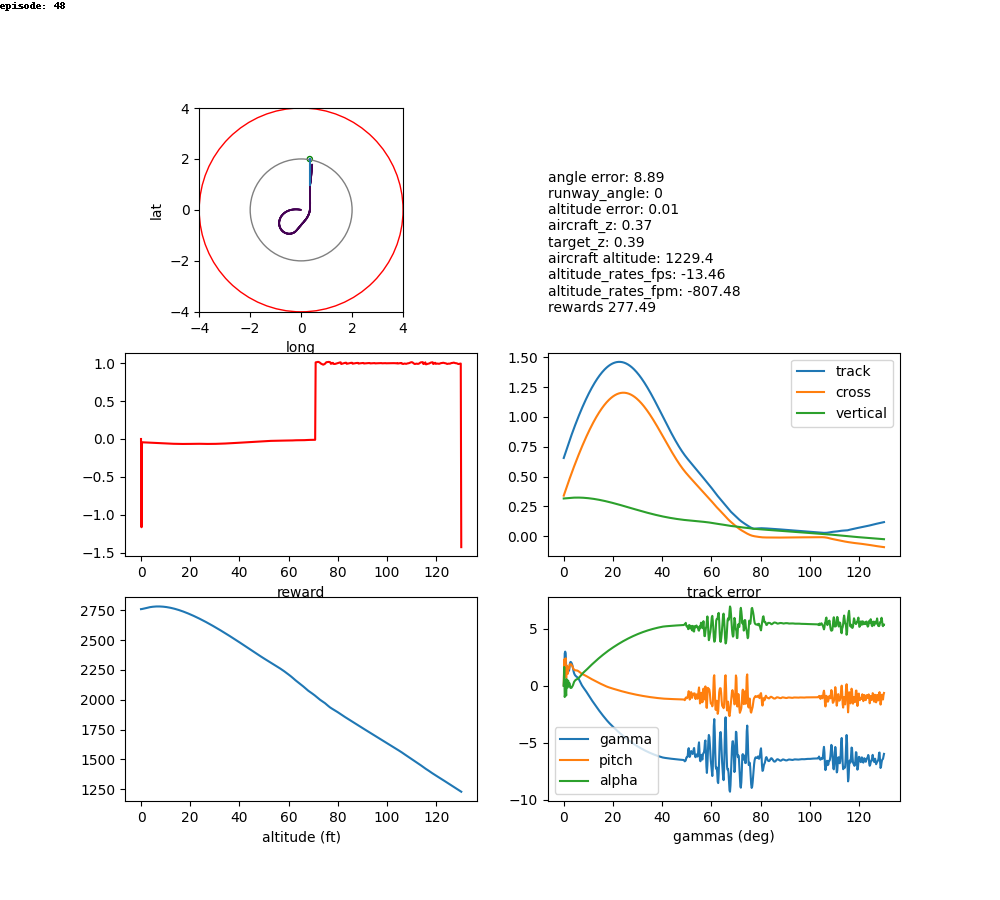 episode: 48
4
2
0
−2
−4
lat
−4 −2 0 2 4
long
angle error: 8.89
runway_angle: 0
altitude error: 0.01
aircraft_z: 0.37
target_z: 0.39
aircraft altitude: 1229.4
altitude_rates_fps: -13.46
altitude_rates_fpm: -807.48
rewards 277.49
1.0
0.5
0.0
−0.5
−1.0
−1.5
0 20 40 60 80 100 120
reward
1.50
1.25
1.00
0.75
0.50
0.25
0.00
track
cross
vertical
0 20 40 60 80 100 120
track error
2750
2500
2250
2000
1750
1500
1250
0 20 40 60 80 100 120
altitude (ft)
5
0
−5
−10
gamma
pitch
alpha
0 20 40 60 80 100 120
gammas (deg)